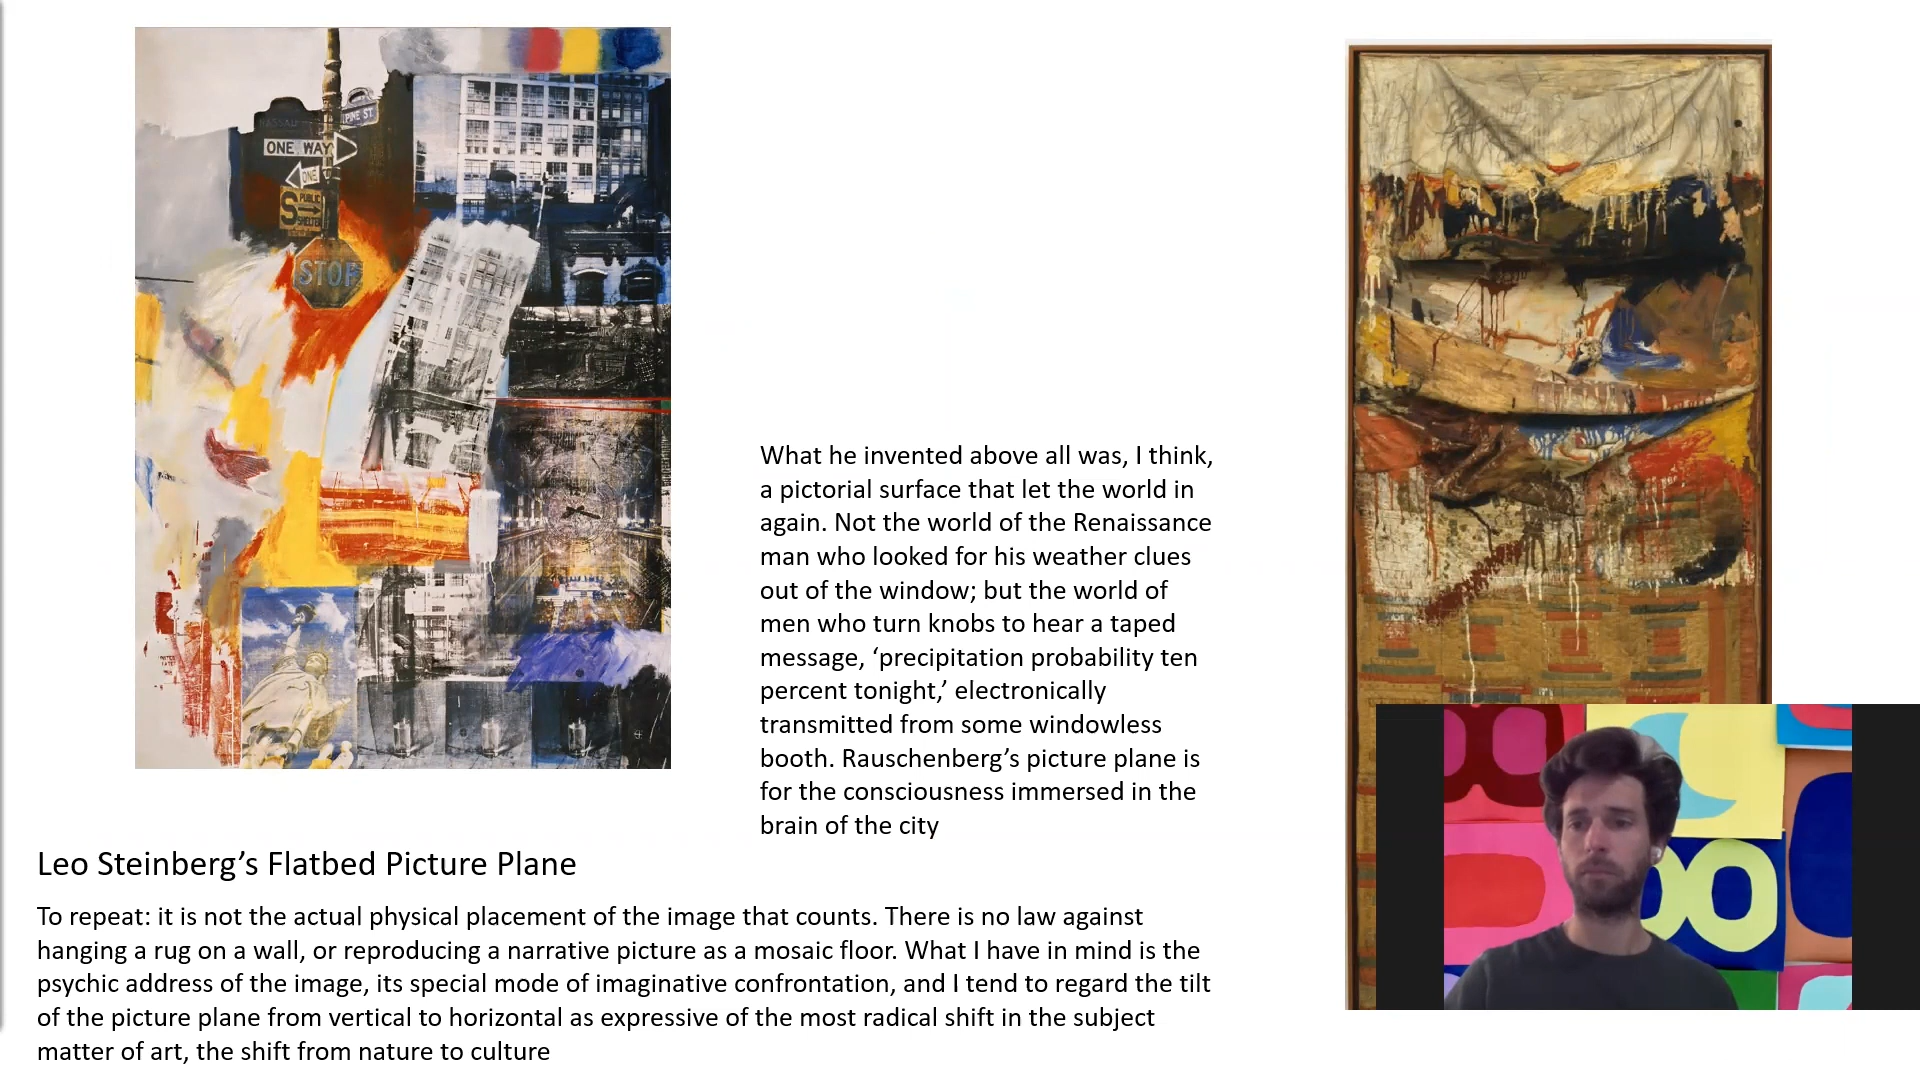 NASSAU
PINE ST.
ONE WAY
ONE
S PUBLIC
SHELTER
STOP
What he invented above all was, I think,
a pictorial surface that let the world in
again. Not the world of the Renaissance
man who looked for his weather clues
out of the window; but the world of
men who turn knobs to hear a taped
message, ‘precipitation probability ten
percent tonight,’ electronically
transmitted from some windowless
booth. Rauschenberg’s picture plane is
for the consciousness immersed in the
brain of the city
Leo Steinberg’s Flatbed Picture Plane
To repeat: it is not the actual physical placement of the image that counts. There is no law against
hanging a rug on a wall, or reproducing a narrative picture as a mosaic floor. What I have in mind is the
psychic address of the image, its special mode of imaginative confrontation, and I tend to regard the tilt
of the picture plane from vertical to horizontal as expressive of the most radical shift in the subject
matter of art, the shift from nature to culture